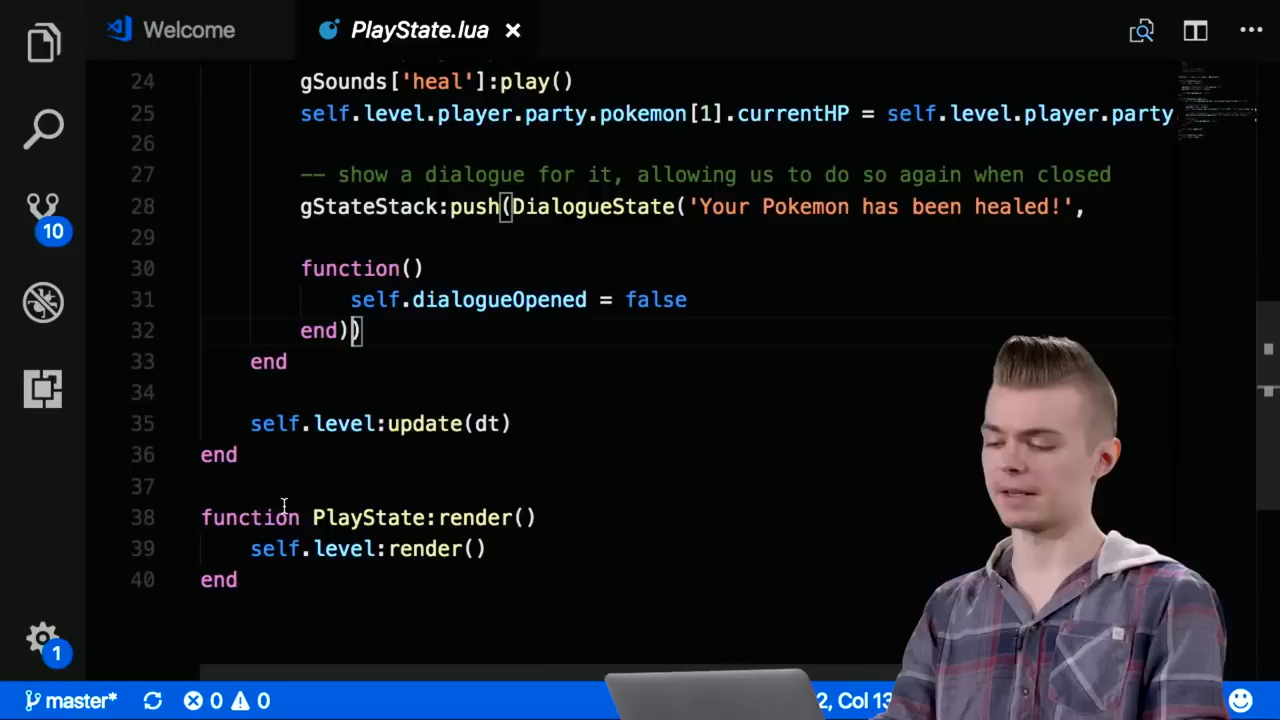 Welcome
PlayState.lua
24 gSounds['heal']:play()
25 self.level.player.party.pokemon[1].currentHP = self.level.player.party
26
27 -- show a dialogue for it, allowing us to do so again when closed
28 gStateStack:push(DialogueState('Your Pokemon has been healed!',
29
30 function()
31 self.dialogueOpened = false
32 end))
33 end
34
35 self.level:update(dt)
36 end
37
38 function PlayState:render()
39 self.level:render()
40 end
10
1
master* 0 0 2, Col 13